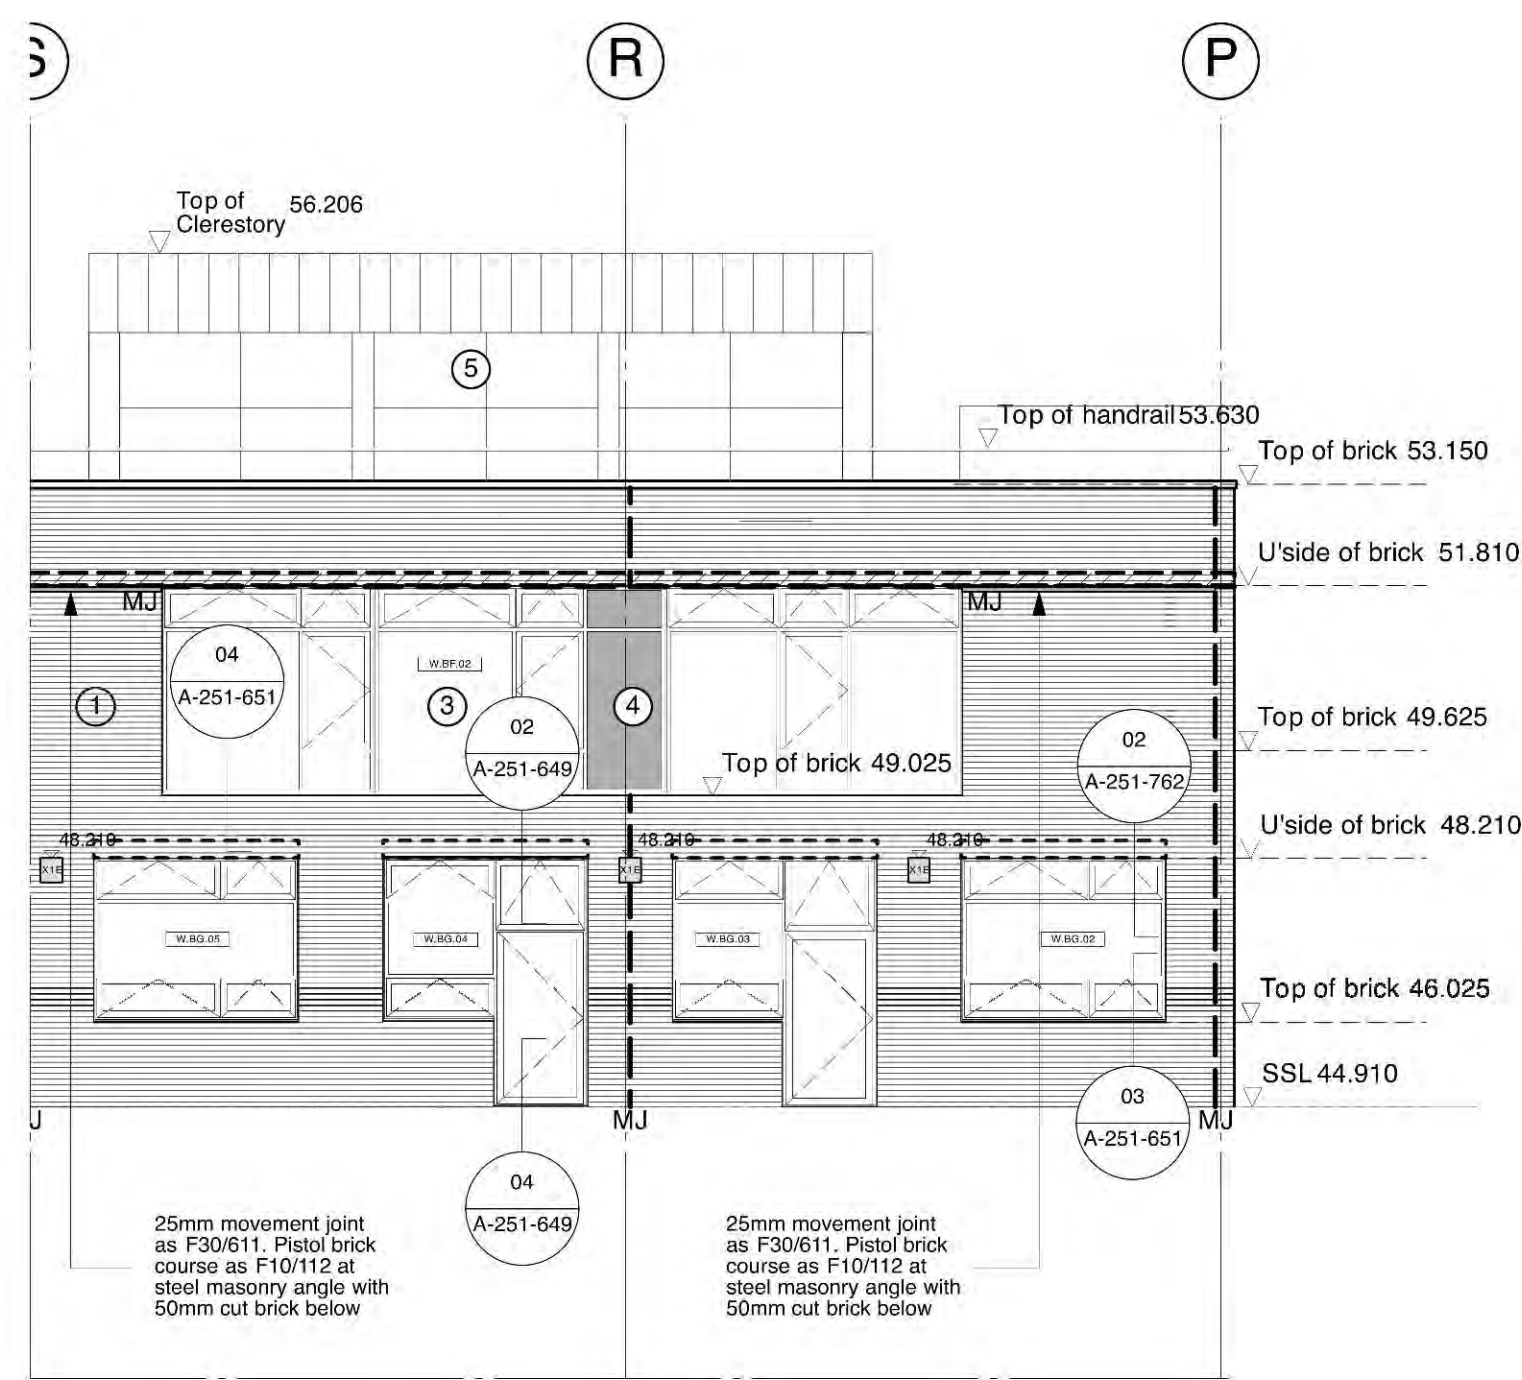 S
R
P
Top of
Clerestory
56.206
5
Top of handrail 53.630
Top of brick 53.150
U'side of brick 51.810
MJ
MJ
04
A-251-651
W.BF.02
1
3
4
02
A-251-649
Top of brick 49.025
02
A-251-762
Top of brick 49.625
U'side of brick 48.210
48.210
48.210
48.210
X1E
X1E
X1E
W.BG.05
W.BG.04
W.BG.03
W.BG.02
Top of brick 46.025
SSL 44.910
03
A-251-651
MJ
MJ
MJ
04
A-251-649
25mm movement joint
as F30/611. Pistol brick
course as F10/112 at
steel masonry angle with
50mm cut brick below
25mm movement joint
as F30/611. Pistol brick
course as F10/112 at
steel masonry angle with
50mm cut brick below